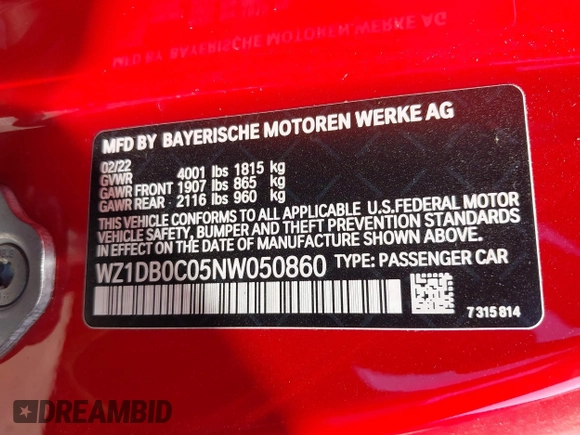 MFD BY BAYERISCHE MOTOREN WERKE AG
02/22
GVWR 4001 lbs 1815 kg
GAWR FRONT 1907 lbs 865 kg
GAWR REAR - 2116 lbs 960 kg
THIS VEHICLE CONFORMS TO ALL APPLICABLE U.S.FEDERAL MOTOR
VEHICLE SAFETY, BUMPER AND THEFT PREVENTION STANDARDS
IN EFFECT ON THE DATE OF MANUFACTURE SHOWN ABOVE.
WZ1DB0C05NW050860 TYPE: PASSENGER CAR
7 315 814
DREAMBID